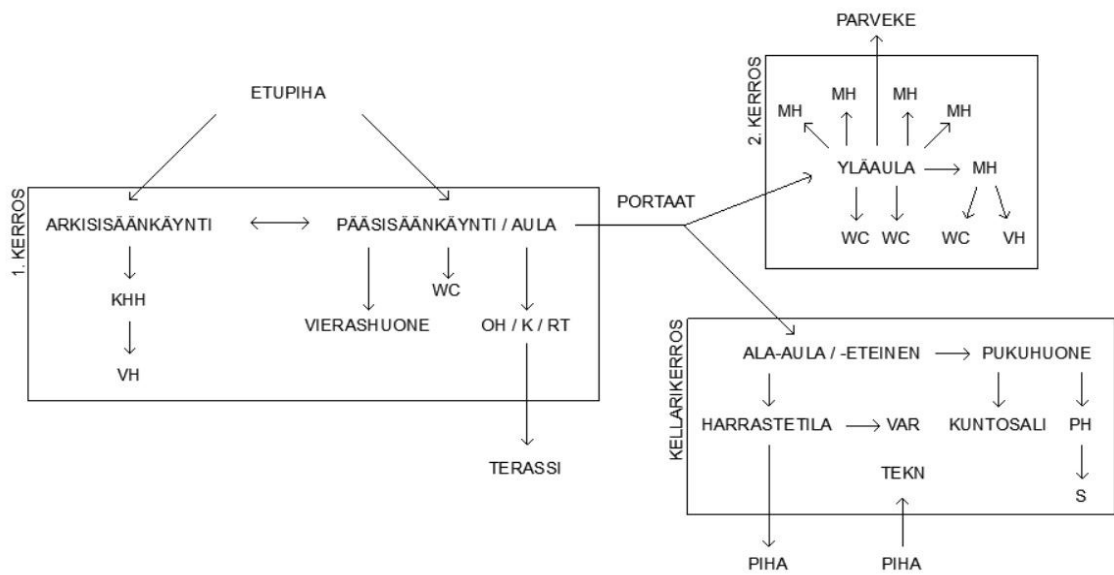 PARVEKE
2. KERROS
MH
MH
MH
MH
YLÄAULA
MH
WC
WC
WC
VH
ETUPIHA
1. KERROS
ARKISISÄÄNKÄYNTI
PÄÄSISÄÄNKÄYNTI / AULA
PORTAAT
KHH
VH
VIERASHUONE
WC
OH / K / RT
TERASSI
KELLARIKERROS
ALA-AULA / -ETEINEN
PUKUHUONE
HARRASTETILA
VAR
KUNTOSALI
PH
TEKN
S
PIHA
PIHA